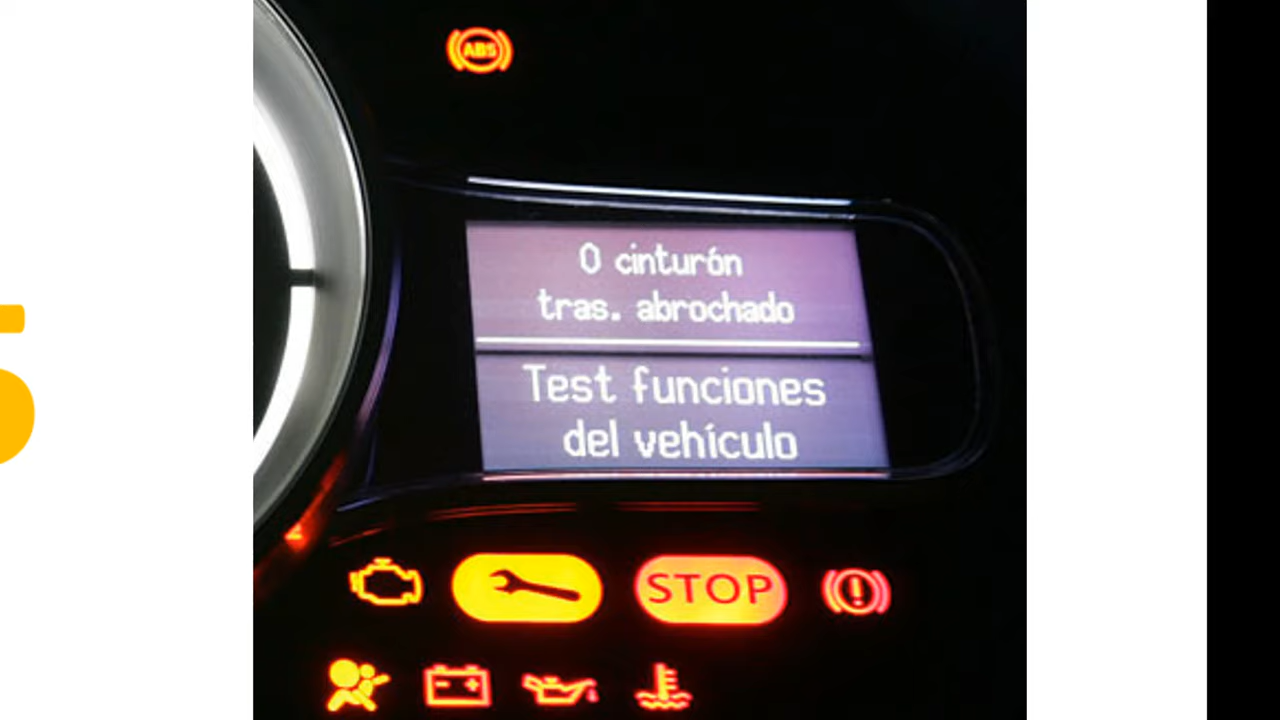 ABS
0 cinturón
tras. abrochado
Test funciones
del vehículo
STOP